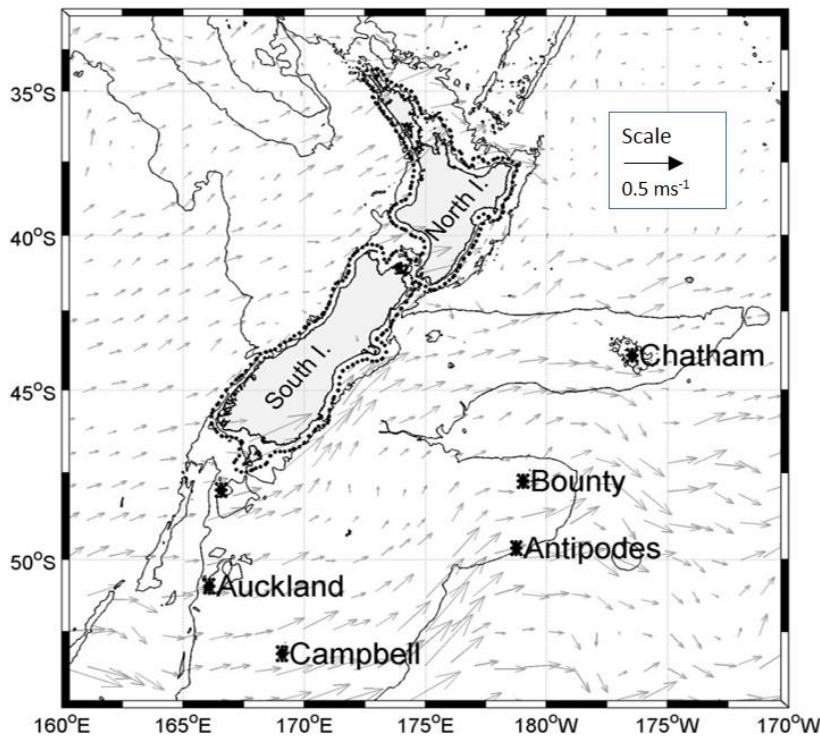 35°S
40°S
45°S
50°S
Scale
0.5 ms⁻¹
North I.
South I.
Chatham
Bounty
Antipodes
Auckland
Campbell
160°E
165°E
170°E
175°E
180°W
175°W
170°W